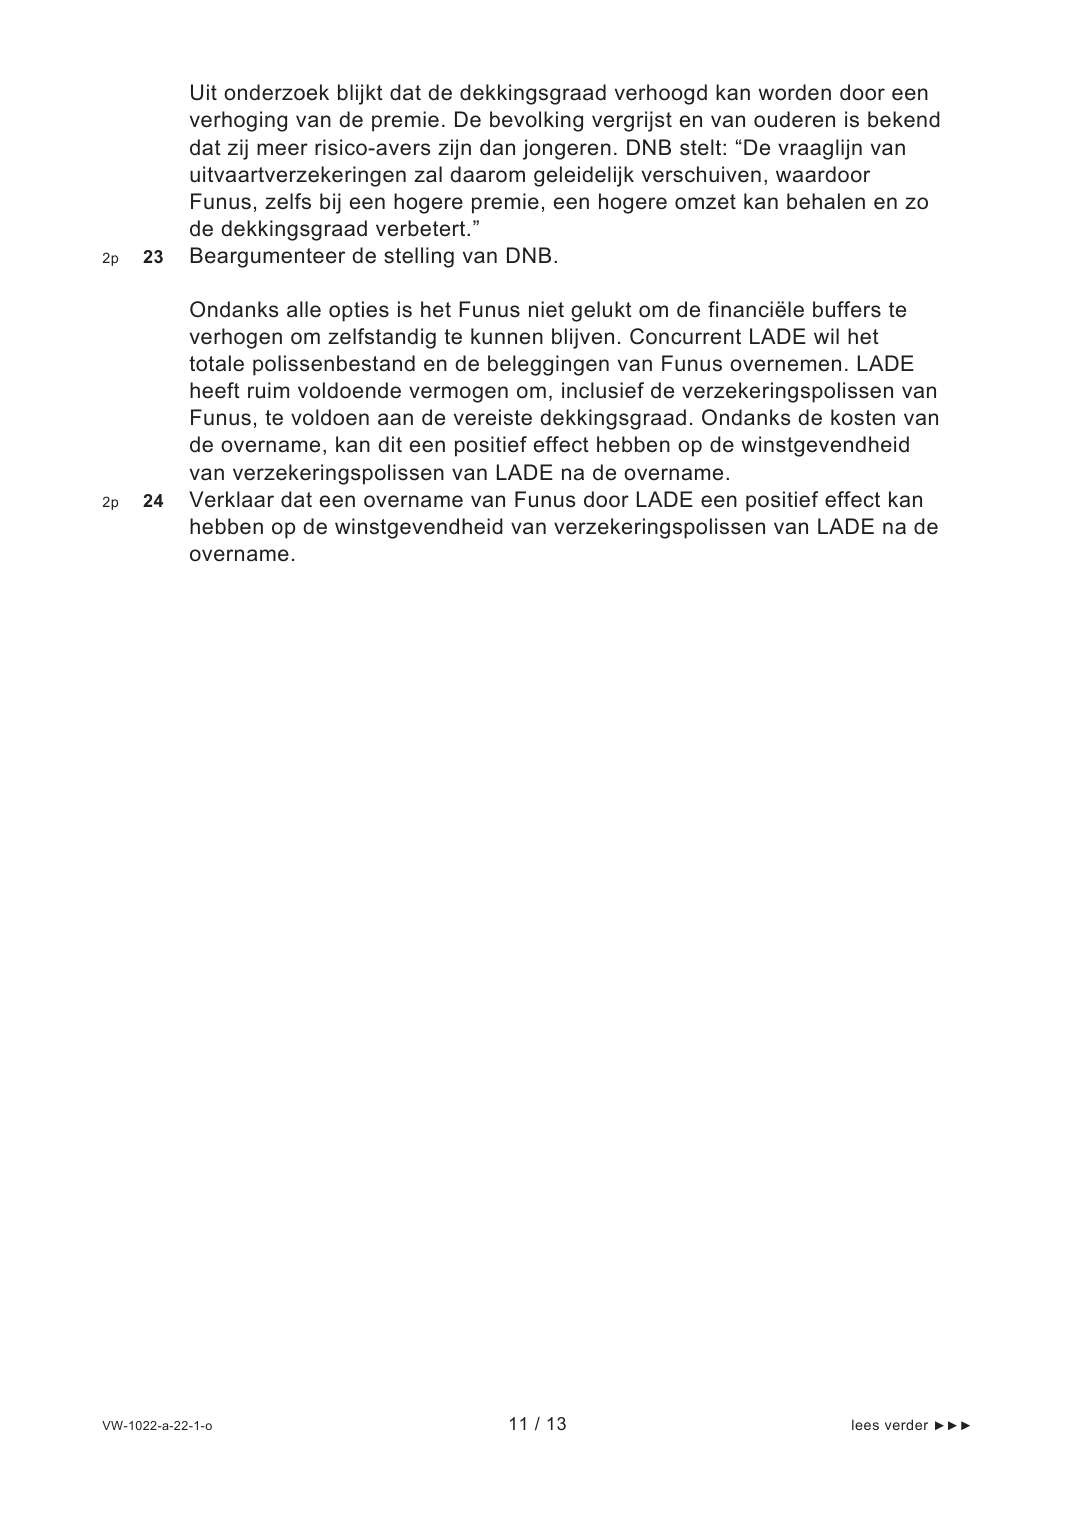 Uit onderzoek blijkt dat de dekkingsgraad verhoogd kan worden door een
verhoging van de premie. De bevolking vergrijst en van ouderen is bekend
dat zij meer risico-avers zijn dan jongeren. DNB stelt: “De vraaglijn van
uitvaartverzekeringen zal daarom geleidelijk verschuiven, waardoor
Funus, zelfs bij een hogere premie, een hogere omzet kan behalen en zo
de dekkingsgraad verbetert.”
2p 23 Beargumenteer de stelling van DNB.
Ondanks alle opties is het Funus niet gelukt om de financiële buffers te
verhogen om zelfstandig te kunnen blijven. Concurrent LADE wil het
totale polissenbestand en de beleggingen van Funus overnemen. LADE
heeft ruim voldoende vermogen om, inclusief de verzekeringspolissen van
Funus, te voldoen aan de vereiste dekkingsgraad. Ondanks de kosten van
de overname, kan dit een positief effect hebben op de winstgevendheid
van verzekeringspolissen van LADE na de overname.
2p 24 Verklaar dat een overname van Funus door LADE een positief effect kan
hebben op de winstgevendheid van verzekeringspolissen van LADE na de
overname.
VW-1022-a-22-1-o 11 / 13 lees verder ►►►